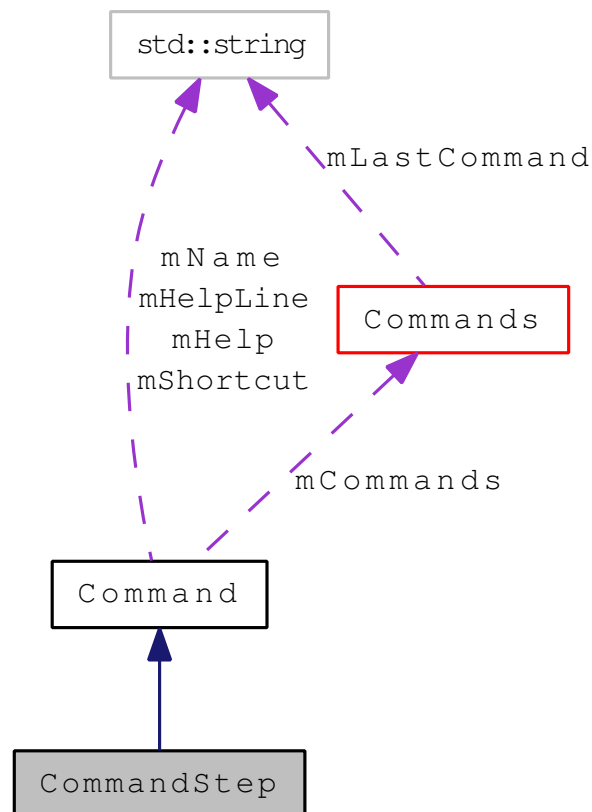 std::string
mLastCommand
mName
mHelpLine
mHelp
mShortcut
Commands
mCommands
Command
CommandStep